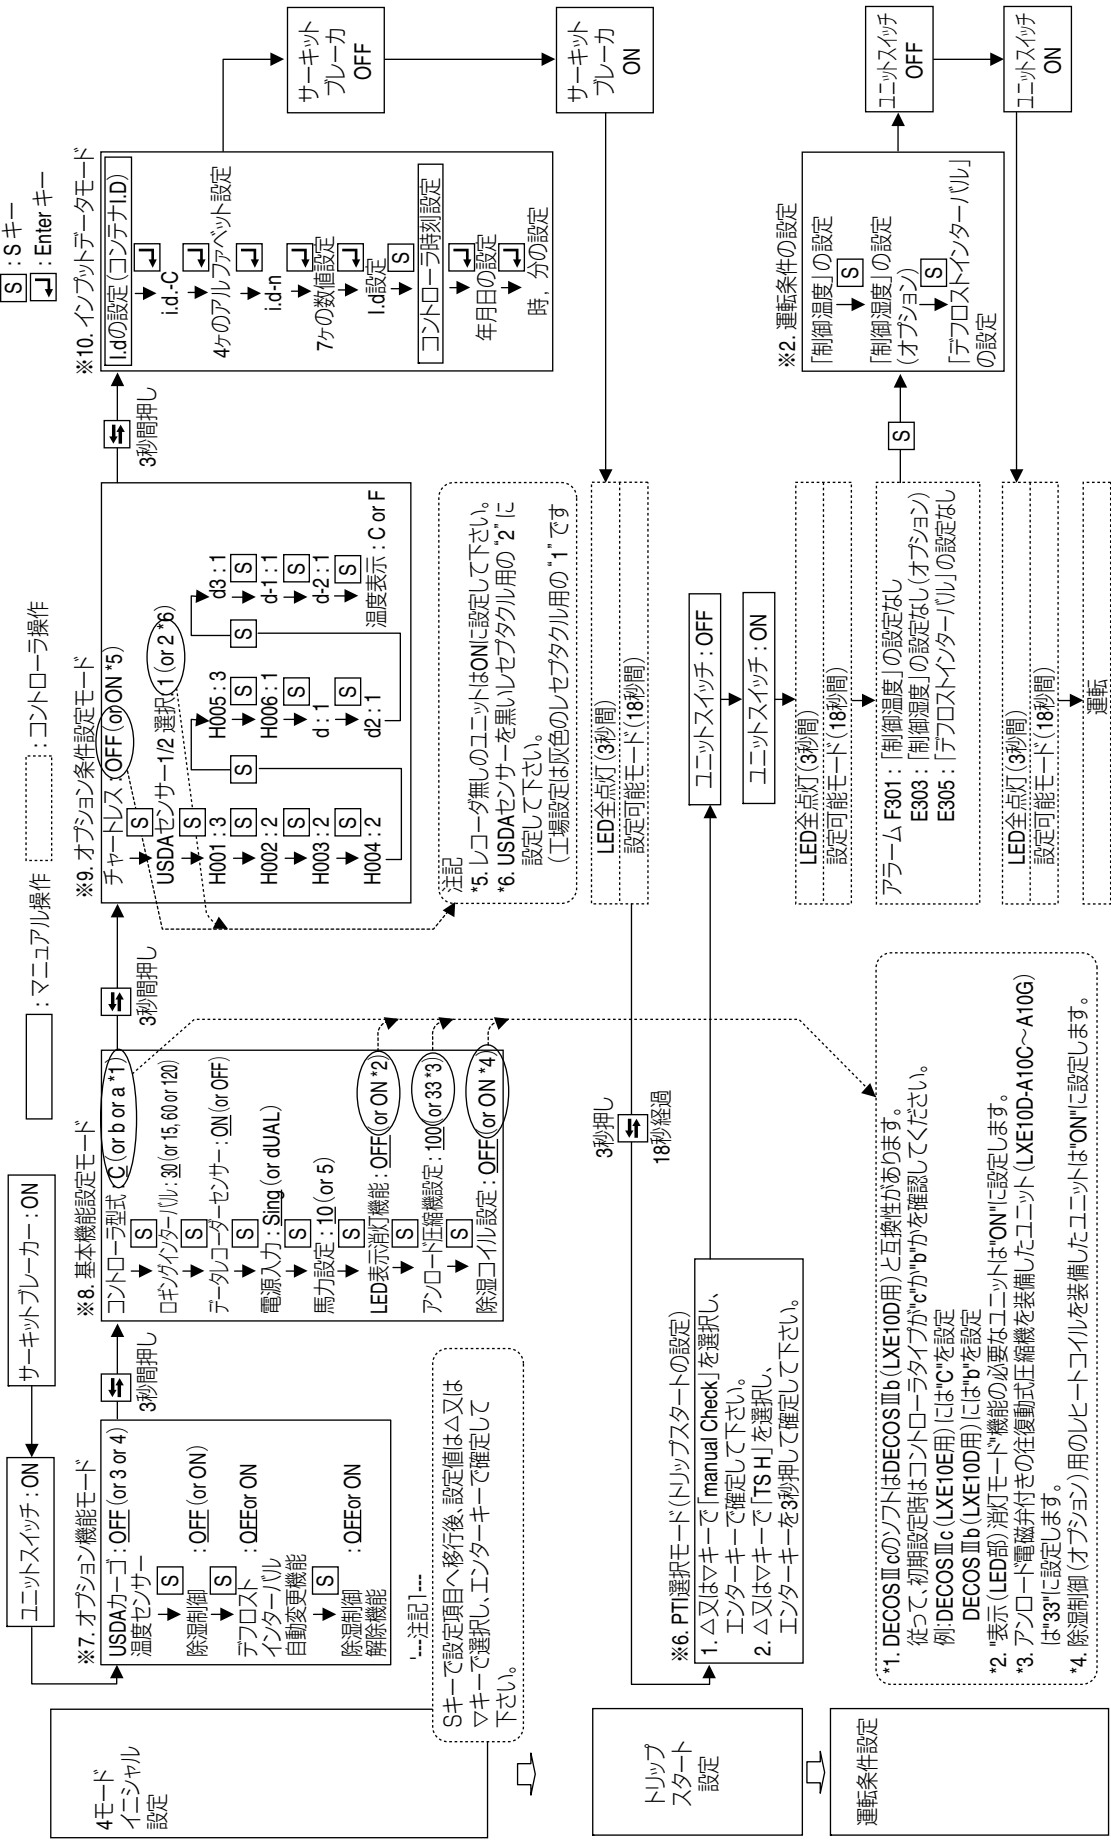 S : S キー
↵ : Enter キー
: マニュアル操作
: コントローラ操作
サーキットブレーカー : ON
ユニットスイッチ : ON
4モード
イニシャル
設定
※7. オプション機能モード
USDAカーゴ : OFF (or 3 or 4)
温度センサー
S
除湿制御 : OFF (or ON)
S
デフロスト : OFFor ON
インターバル
自動変更機能
S
除湿制御 : OFFor ON
解除機能
3秒間押し
注記1
Sキーで設定項目へ移行後、設定値は△又は
▽キーで選択し、エンターキーで確定して
下さい。
※8. 基本機能設定モード
コントローラ型式 : C (or b or a *1)
S
ロギングインターバル : 30 (or 15, 60 or 120)
S
データレコーダーセンサー : ON (or OFF)
S
電源入力 : Sing (or dUAL)
S
馬力設定 : 10 (or 5)
S
LED表示消灯機能 : OFF (or ON *2)
S
アンロード圧縮機設定 : 100 (or 33 *3)
S
除湿コイル設定 : OFF (or ON *4)
3秒間押し
※9. オプション条件設定モード
チャートレス : OFF (or ON *5)
S
USDAセンサー1/2 選択 : 1 (or 2 *6)
S
H001 : 3
S
H002 : 2
S
H003 : 2
S
H004 : 2
S
H005 : 3
S
H006 : 1
S
d : 1
S
d2 : 1
S
d3 : 1
S
d-1 : 1
S
d-2 : 1
S
温度表示 : C or F
注記
*5. レコーダ無しのユニットはONに設定して下さい。
*6. USDAセンサーを黒いレセプタクル用の “2” に
設定して下さい。
(工場設定は灰色のレセプタクル用の “1” です
3秒間押し
※10. インプットデータモード
I.dの設定 (コンテナI.D)
↵
i.d.-C
↵
4ケのアルファベット設定
↵
i.d-n
↵
7ケの数値設定
↵
I.d設定
S
コントローラ時刻設定
↵
年月日の設定
↵
時, 分の設定
サーキット
ブレーカ
OFF
サーキット
ブレーカ
ON
LED全点灯 (3秒間)
設定可能モード (18秒間)
3秒押し
18秒経過
トリップ
スタート
設定
※6. PTI選択モード (トリップスタートの設定)
1. △又は▽キーで「manual Check」を選択し、
エンターキーで確定して下さい。
2. △又は▽キーで「TS H」を選択し、
エンターキーを3秒押して確定して下さい。
ユニットスイッチ : OFF
ユニットスイッチ : ON
運転条件設定
LED全点灯 (3秒間)
設定可能モード (18秒間)
アラーム F301 : 「制御温度」の設定なし
E303 : 「制御湿度」の設定なし (オプション)
E305 : 「デフロストインターバル」の設定なし
S
※2. 運転条件の設定
「制御温度」の設定
S
「制御湿度」の設定
(オプション)
S
「デフロストインターバル」
の設定
ユニットスイッチ
OFF
ユニットスイッチ
ON
LED全点灯 (3秒間)
設定可能モード (18秒間)
運転
*1. DECOSⅢcのソフトはDECOSⅢb (LXE10D用) と互換性があります。
従って、初期設定時はコントローラタイプが"c"か"b"かを確認してください。
例:DECOSⅢc (LXE10E用) には"C"を設定
DECOSⅢb (LXE10D用) には"b"を設定
*2. "表示 (LED部) 消灯モード"機能の必要なユニットは"ON"に設定します。
*3. アンロード電磁弁付きの往復動式圧縮機を装備したユニット (LXE10D-A10C～A10G)
は"33"に設定します。
*4. 除湿制御 (オプション) 用のレヒートコイルを装備したユニットは"ON"に設定します。